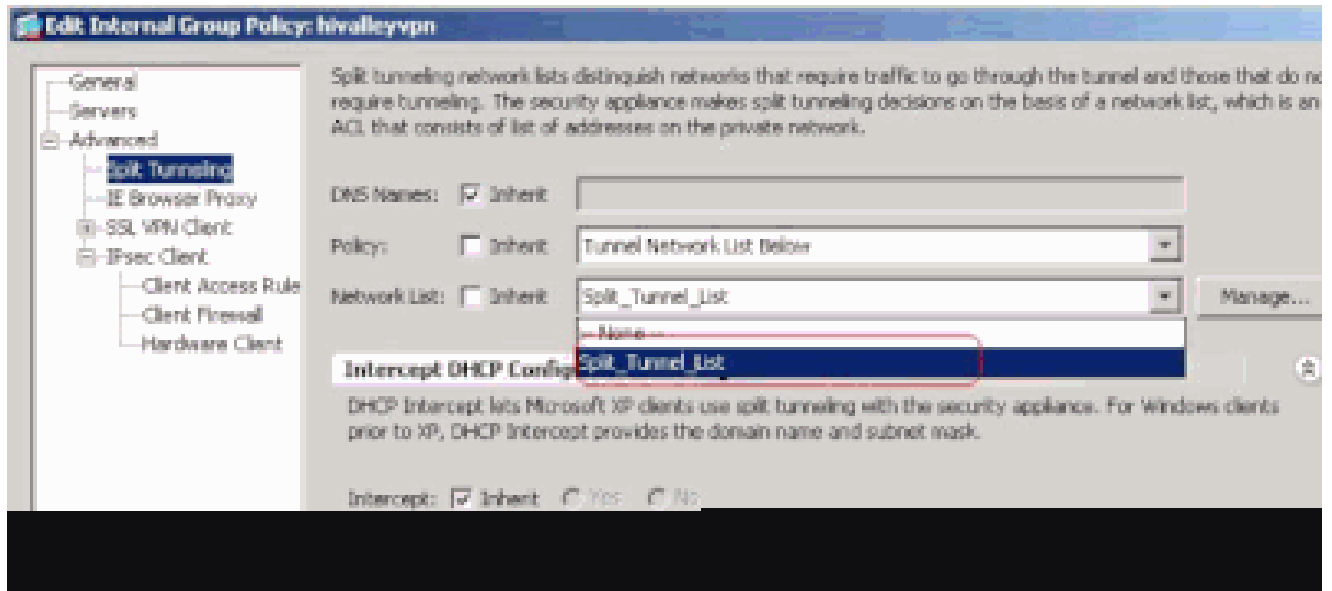 Edit Internal Group Policy: hivalleyvpn
General
Servers
Advanced
Split Tunneling
IE Browser Proxy
SSL VPN Client
IPsec Client
Client Access Rule
Client Firewall
Hardware Client
Split tunneling network lists distinguish networks that require traffic to go through the tunnel and those that do no
require tunneling. The security appliance makes split tunneling decisions on the basis of a network list, which is an
ACL that consists of list of addresses on the private network.
DNS Names: Inherit
Policy: Inherit Tunnel Network List Below
Network List: Inherit Split_Tunnel_List Manage...
-- None --
Split_Tunnel_List
Intercept DHCP Config
DHCP Intercept lets Microsoft XP clients use split tunneling with the security appliance. For Windows clients
prior to XP, DHCP Intercept provides the domain name and subnet mask.
Intercept: Inherit Yes No